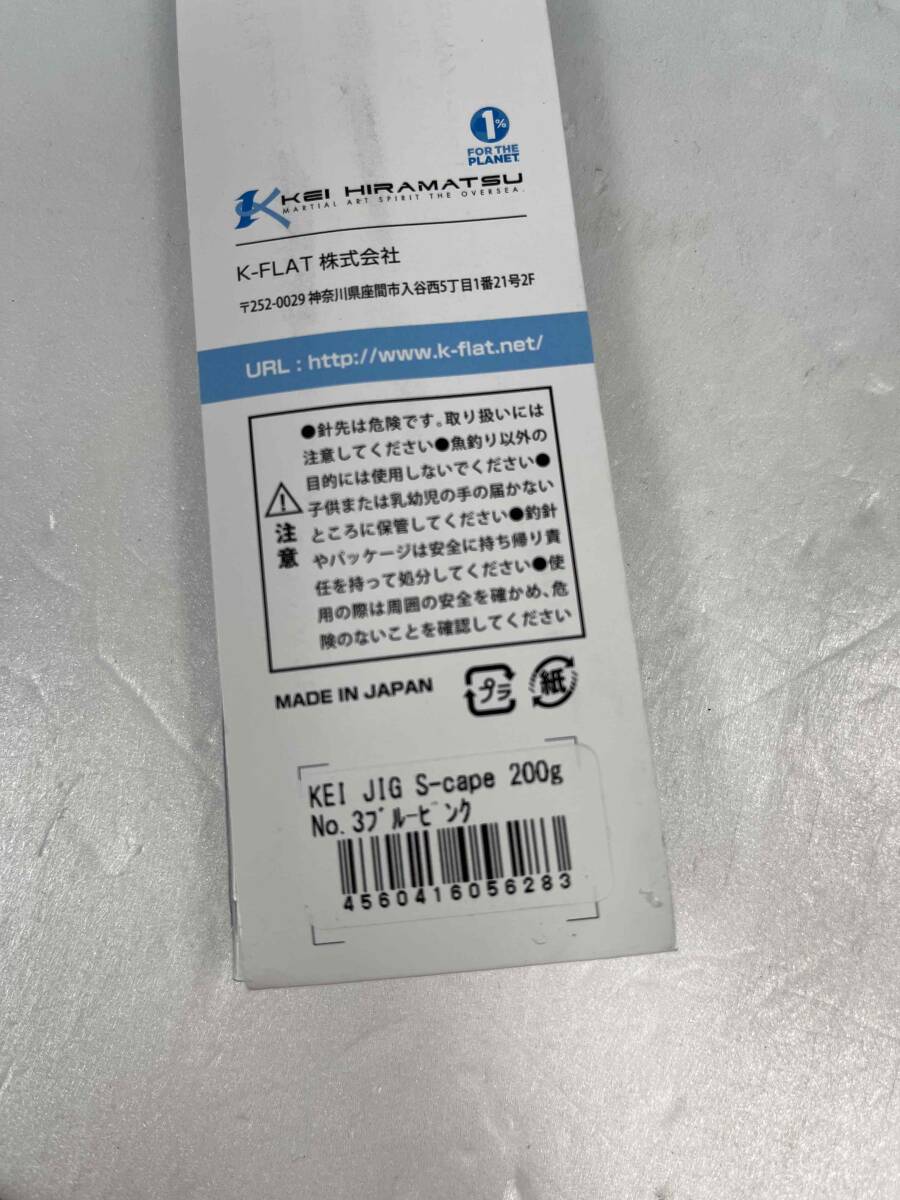 1%
FOR THE
PLANET
KEI HIRAMATSU
MARTIAL ART SPIRIT THE OVERSEA.
K-FLAT 株式会社
〒252-0029 神奈川県座間市入谷西5丁目1番21号2F
URL : http://www.k-flat.net/
注意
●針先は危険です。取り扱いには
注意してください●魚釣り以外の
目的には使用しないでください●
子供または乳幼児の手の届かない
ところに保管してください●釣針
やパッケージは安全に持ち帰り責
任を持って処分してください●使
用の際は周囲の安全を確かめ、危
険のないことを確認してください
MADE IN JAPAN
プラ
紙
KEI JIG S-cape 200g
No.3ブルーピンク
4560416056283